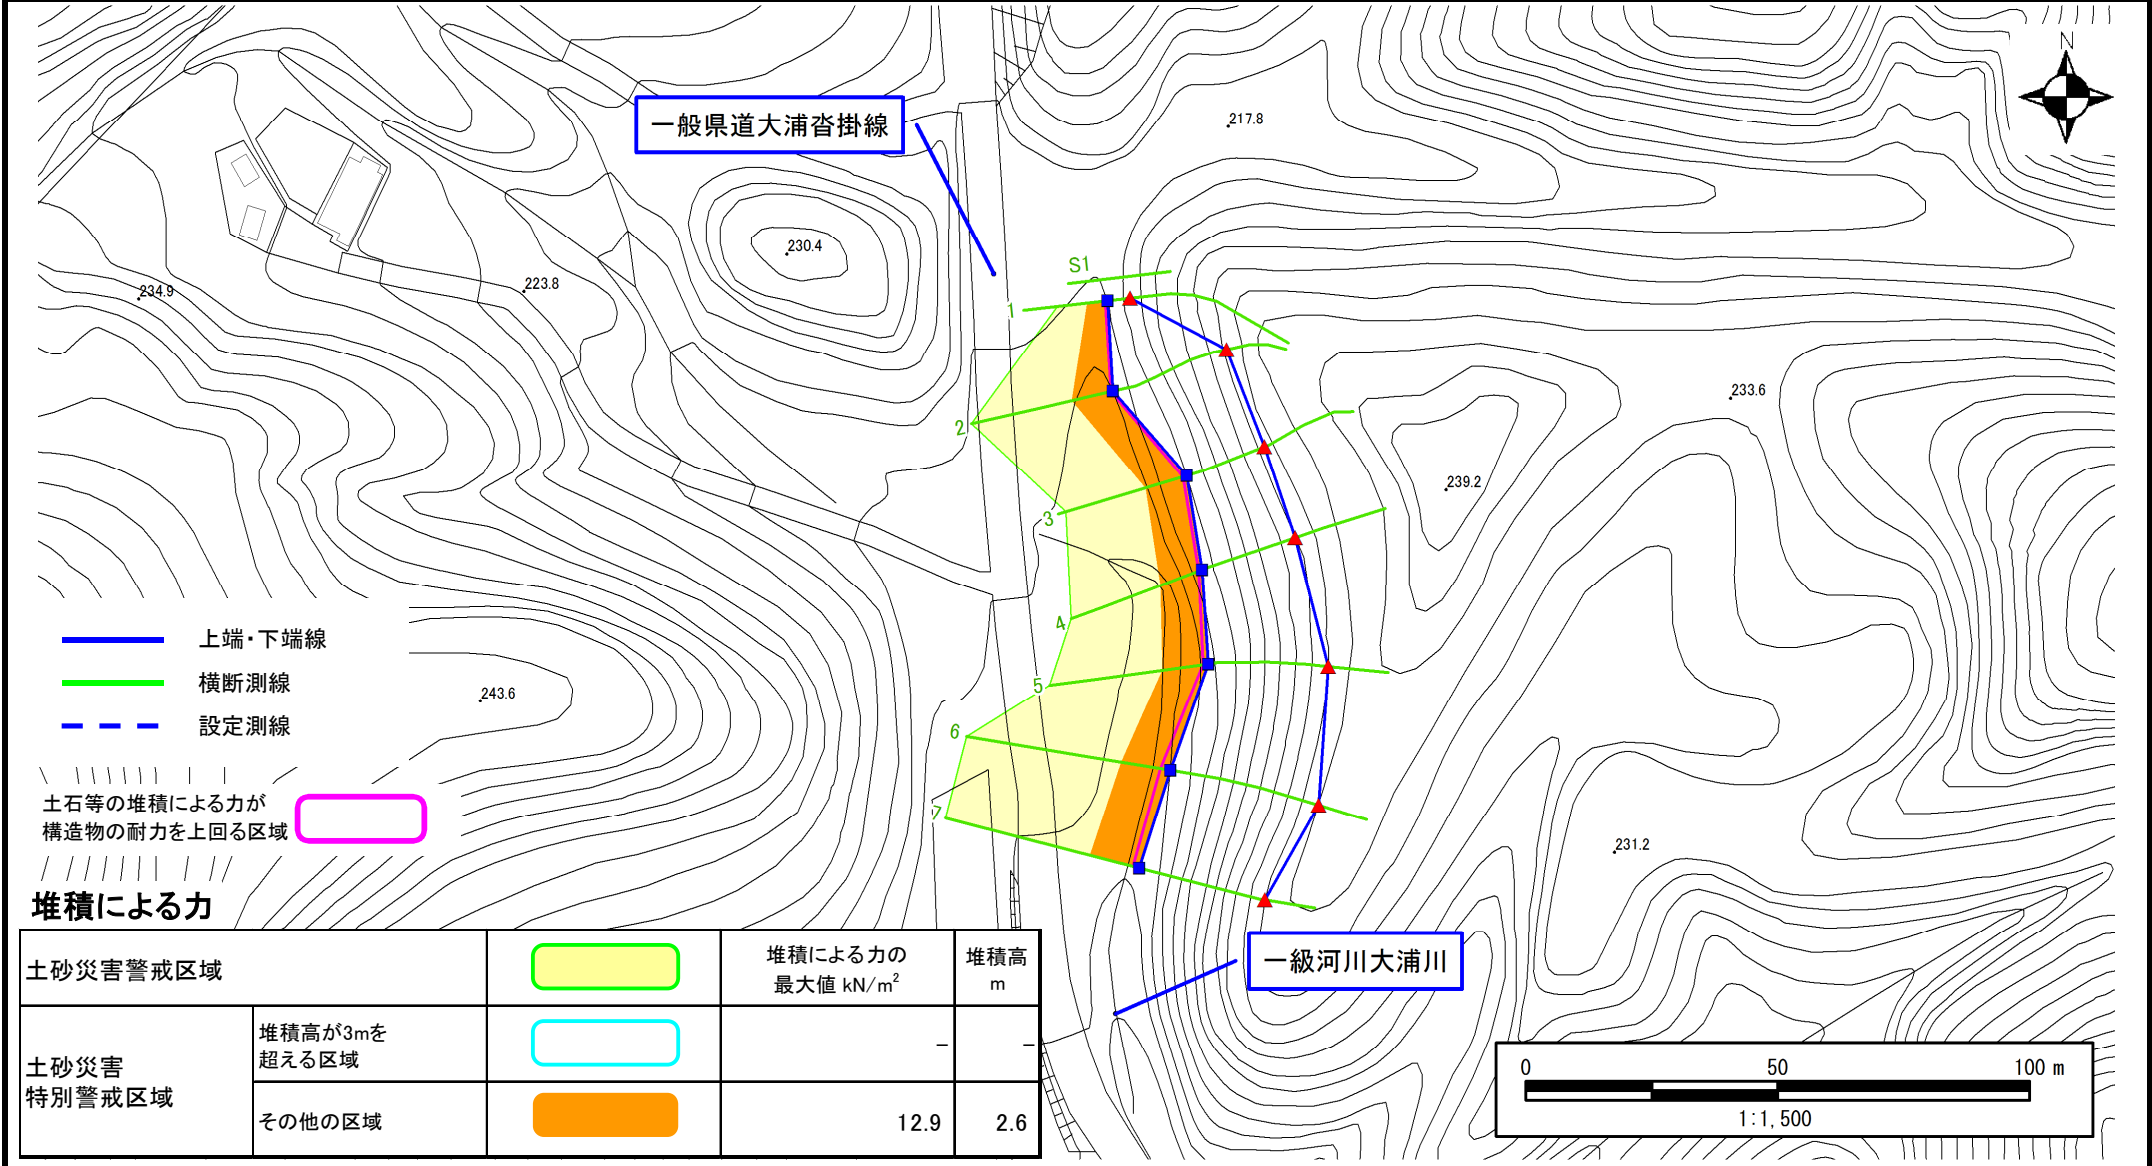 N
一般県道大浦沓掛線
217.8
230.4
234.9
223.8
S1
1
2
3
4
5
6
7
233.6
239.2
243.6
231.2
上端・下端線
横断測線
設定測線
土石等の堆積による力が
構造物の耐力を上回る区域
堆積による力
土砂災害警戒区域
堆積による力の
最大値 kN/m²
堆積高
m
土砂災害
特別警戒区域
堆積高が3mを
超える区域
-
-
その他の区域
12.9
2.6
一級河川大浦川
0 50 100 m
1:1,500